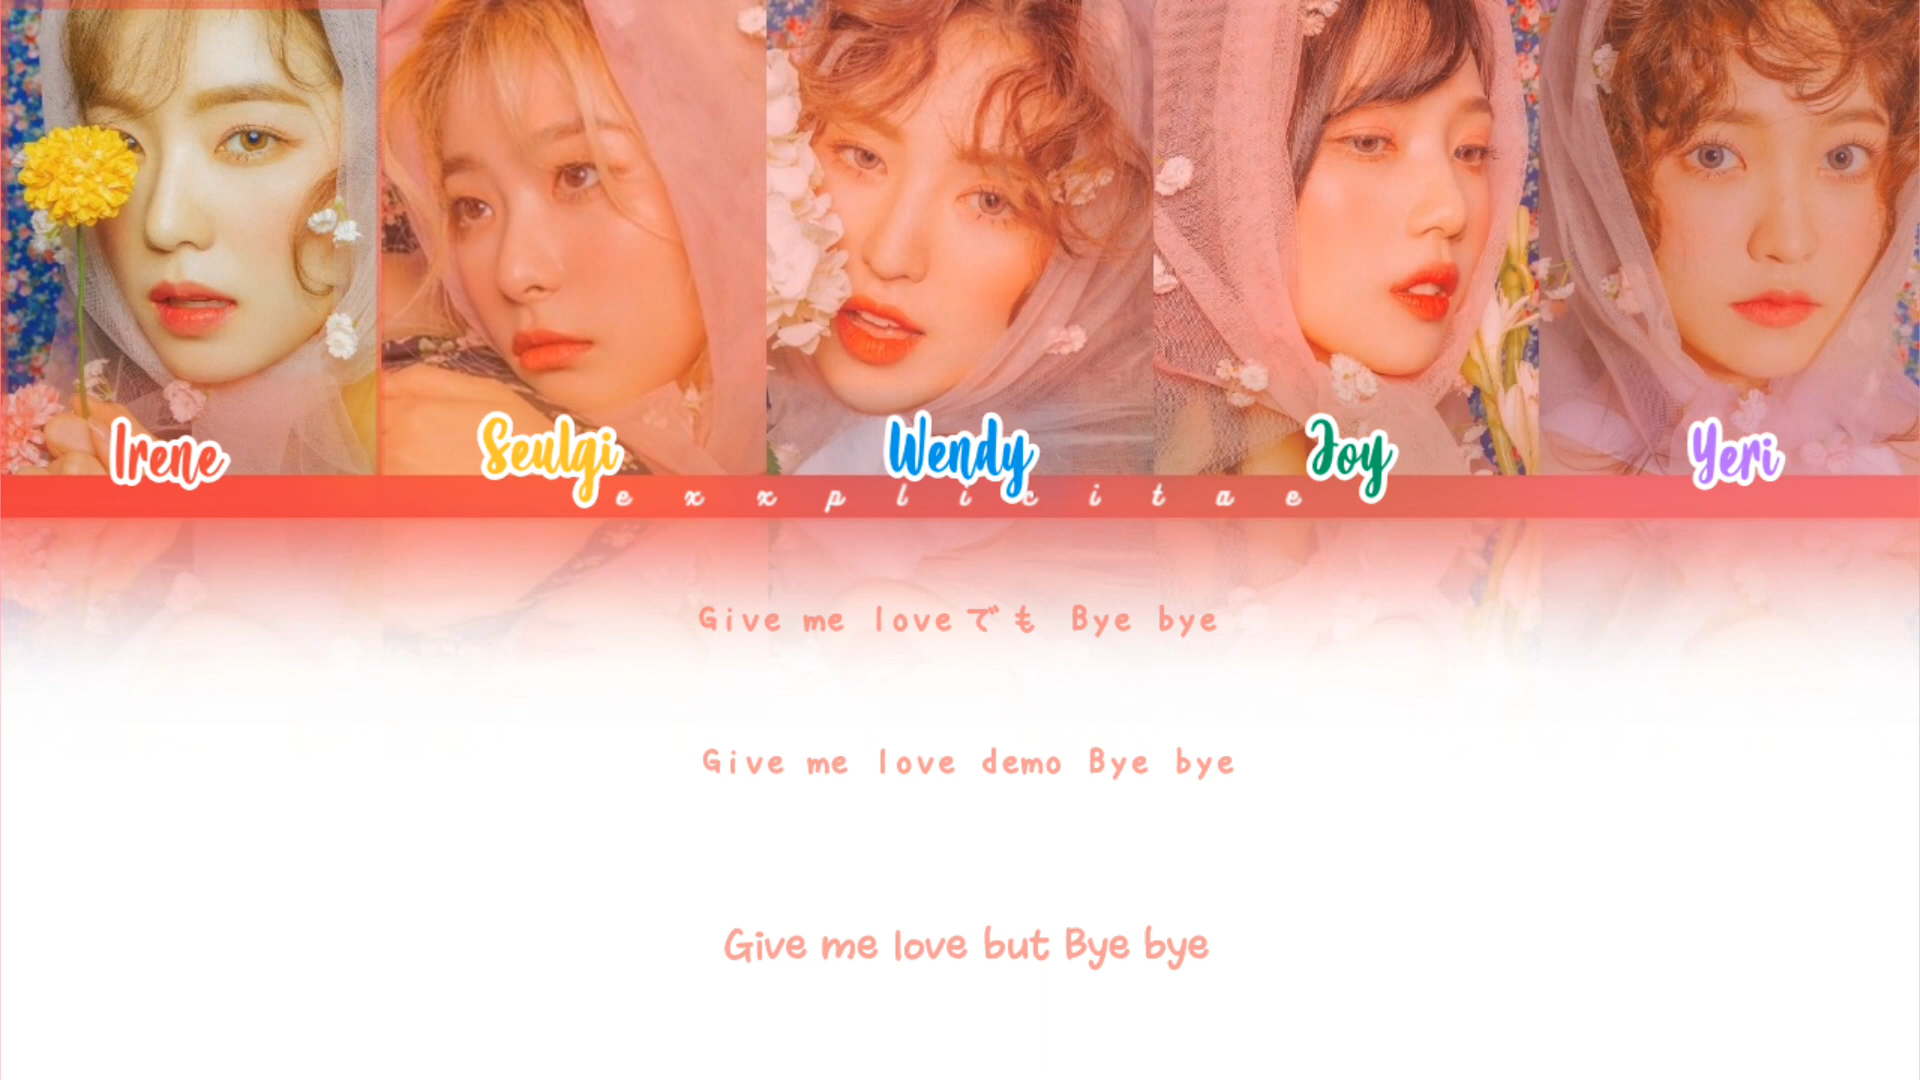 Irene Seulgi Wendy Joy Yeri
exxplicitae
Give me loveでも Bye bye
Give me love demo Bye bye
Give me love but Bye bye